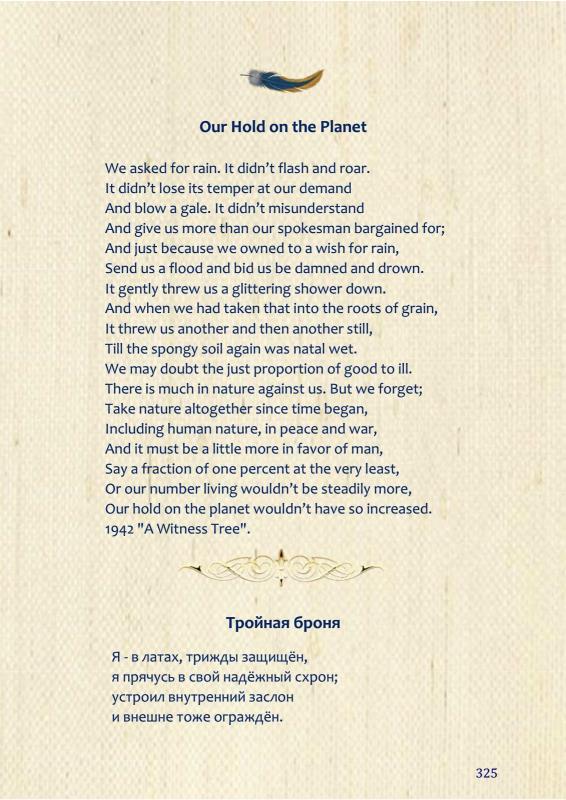 Our Hold on the Planet
We asked for rain. It didn’t flash and roar.
It didn’t lose its temper at our demand
And blow a gale. It didn’t misunderstand
And give us more than our spokesman bargained for;
And just because we owned to a wish for rain,
Send us a flood and bid us be damned and drown.
It gently threw us a glittering shower down.
And when we had taken that into the roots of grain,
It threw us another and then another still,
Till the spongy soil again was natal wet.
We may doubt the just proportion of good to ill.
There is much in nature against us. But we forget;
Take nature altogether since time began,
Including human nature, in peace and war,
And it must be a little more in favor of man,
Say a fraction of one percent at the very least,
Or our number living wouldn’t be steadily more,
Our hold on the planet wouldn’t have so increased.
1942 "A Witness Tree".
Тройная броня
Я - в латах, трижды защищён,
я прячусь в свой надёжный схрон;
устроил внутренний заслон
и внешне тоже ограждён.
325